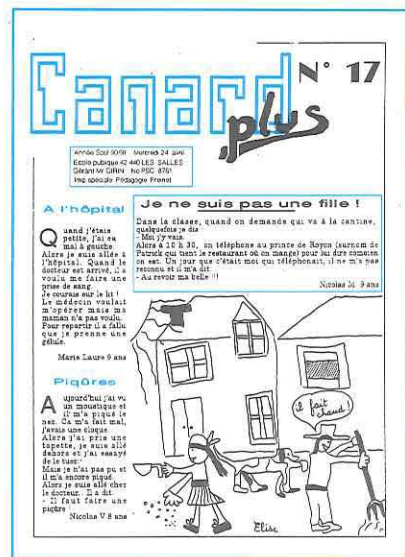 Canard
plus
N° 17
Ecole publique 42 440 LES SALLES
Gérant Mr GIRIN No PSC 8761
Imp spéciale Pédagogie Freinet
A l'hôpital
Quand j'étais
petite, j'ai eu
mal à gauche.
Alors je suis allée à
l'hôpital. Quand le
docteur est arrivé, il a
voulu me faire une
prise de sang.
Je courais sur le lit !
Le médecin voulait
m'opérer mais ma
maman n'a pas voulu.
Pour repartir il a fallu
que je prenne une
gélule.
Marie Laure 9 ans
Piqûres
Aujourd'hui j'ai vu
un moustique et
il m'a piqué le
nez. Ca m'a fait mal,
j'avais une cloque.
Alors j'ai pris une
tapette, je suis allé
dehors et j'ai essayé
de le tuer.
Mais je n'ai pas pu et
il m'a encore piqué.
Alors je suis allé chez
le docteur. Il a dit
- Il faut faire une
piqûre
Nicolas V 8 ans
Je ne suis pas une fille !
Dans la classe, quand on demande qui va à la cantine,
quelquefois je dis
- Moi j'y vais.
Alors à 10 h 30, on téléphone au prince de Royon (surnom de
Patrick qui tient le restaurant où on mange) pour lui dire combien
on est. Un jour que c'était moi qui téléphonait, il ne m'a pas
reconnu et il m'a dit
- Au revoir ma belle !!!
Nicolas M 9 ans
il fait
chaud !
Elise